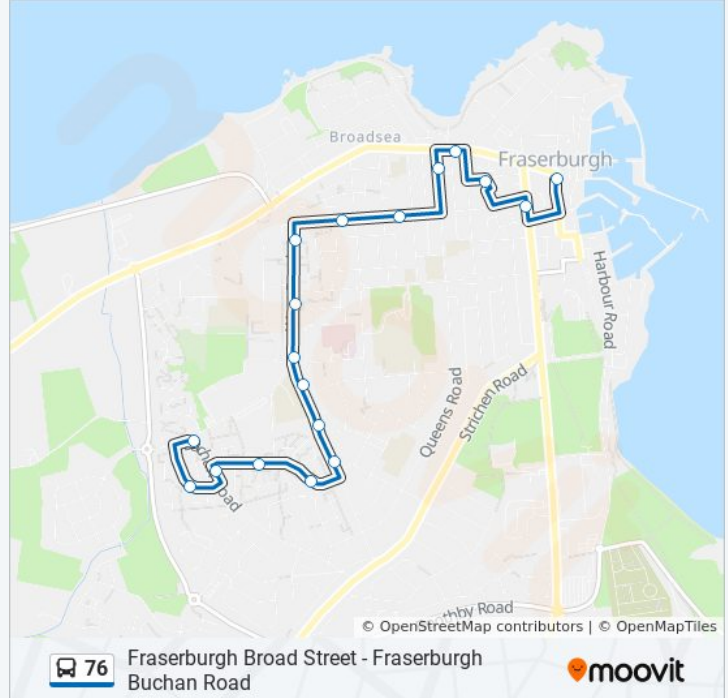 Broadsea
Fraserburgh
Harbour Road
Queens Road
Strichen Road
Road
Road
© OpenStreetMap contributors | © OpenMapTiles
76
Fraserburgh Broad Street - Fraserburgh
Buchan Road
moovit